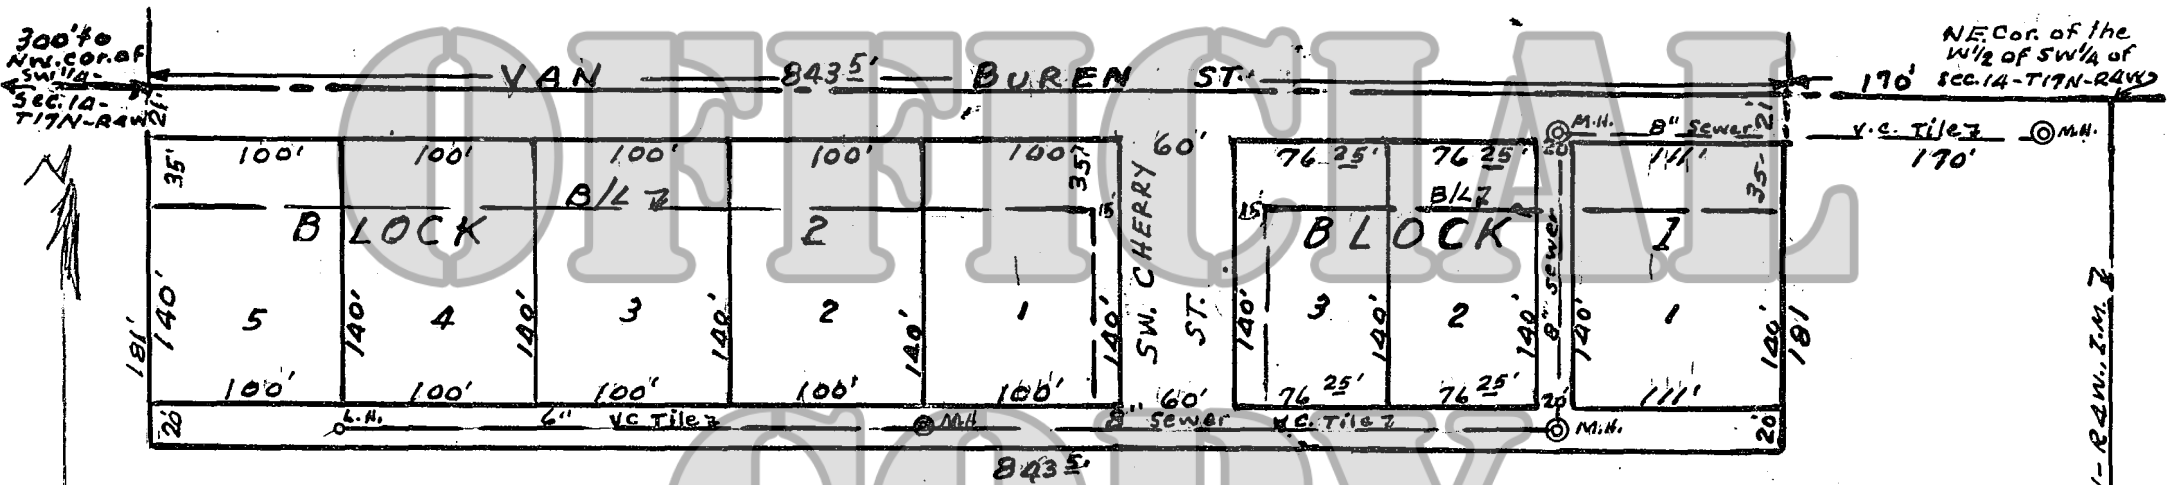 OFFICIAL
COPY
300' to
NW. Cor. of
SW 1/4 -
Sec. 14 -
T17N-R4W
21'
VAN 843 5' BUREN ST.
NE. Cor. of the
W 1/2 of SW 1/4 of
Sec. 14-T17N-R4W
170'
M.H. 8" Sewer 21' V.C. Tile M.H.
170'
35' 100' 100' 100' 100' 100' 35' 60' 76 25' 76 25' 20' 111' 35'
B/L B/L
15' 15'
BLOCK 2 BLOCK 1
SW. CHERRY ST.
8" Sewer
181' 140' 5 140' 4 140' 3 140' 2 140' 1 140' 140' 3 140' 2 140' 140' 1 140' 181
100' 100' 100' 100' 100' 60' 76 25' 76 25' 20' 111'
20' L.H. 6" V.C. Tile M.H. Sewer V.C. Tile M.H. 20'
843 5'
R4W., I.M.